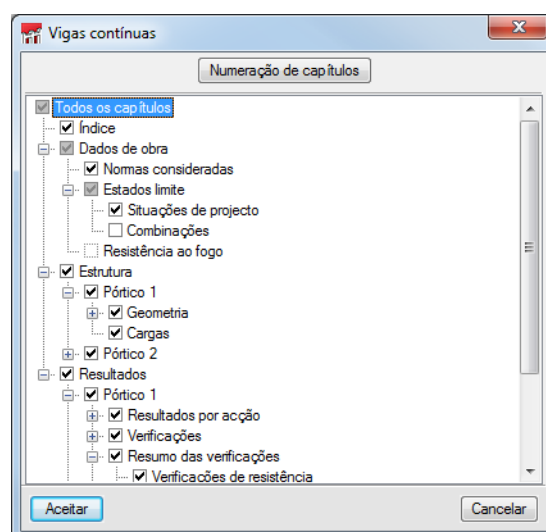 Vigas contínuas
Numeração de capítulos
Todos os capítulos
Índice
Dados de obra
Normas consideradas
Estados limite
Situações de projecto
Combinações
Resistência ao fogo
Estrutura
Pórtico 1
Geometria
Cargas
Pórtico 2
Resultados
Pórtico 1
Resultados por acção
Verificações
Resumo das verificações
Verificações de resistência
Aceitar
Cancelar